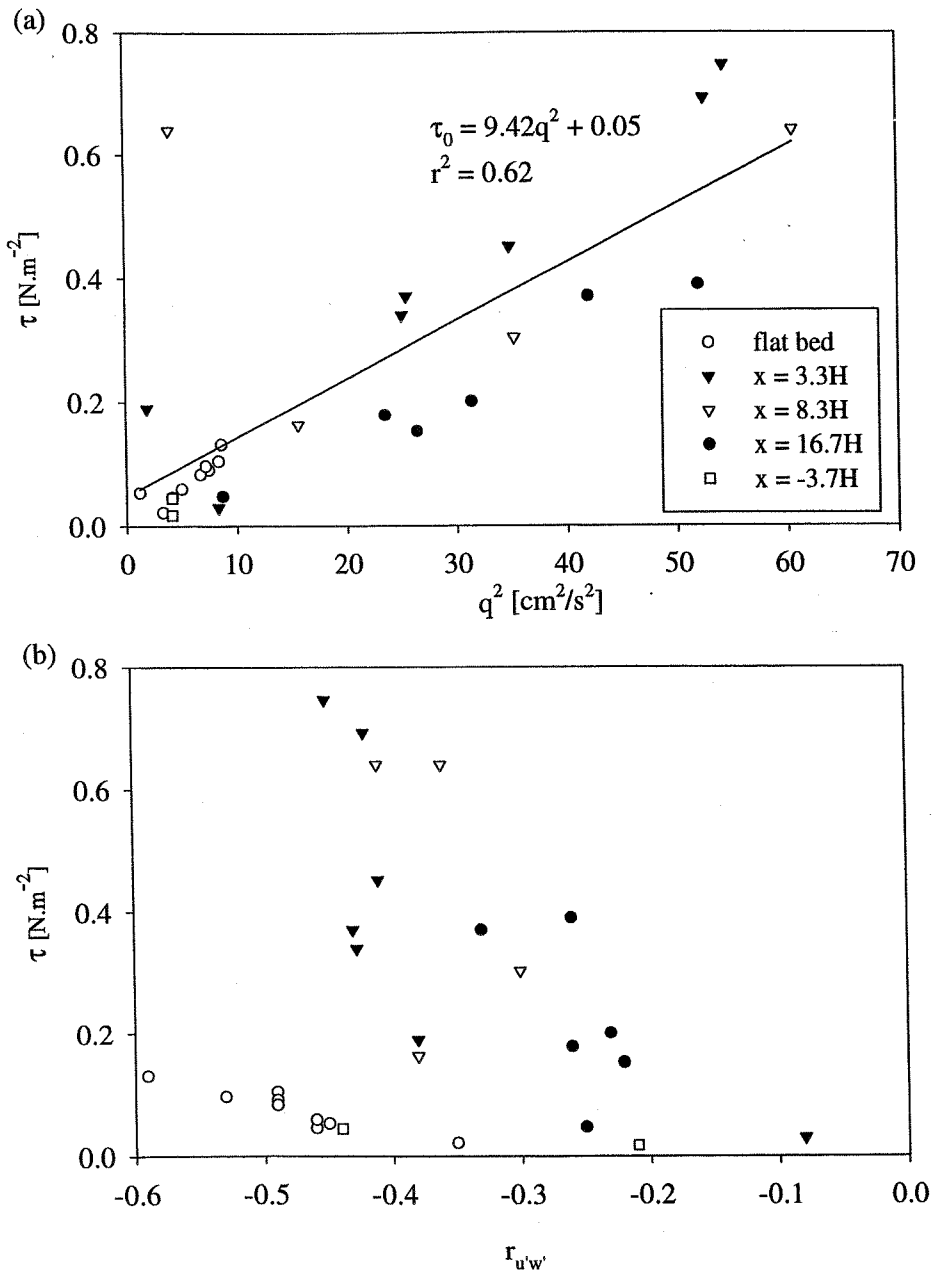 (a)
0.8
0.6
0.4
0.2
0.0
τ [N.m⁻²]
τ₀ = 9.42q² + 0.05
r² = 0.62
flat bed
x = 3.3H
x = 8.3H
x = 16.7H
x = -3.7H
0 10 20 30 40 50 60 70
q² [cm²/s²]
(b)
0.8
0.6
0.4
0.2
0.0
τ [N.m⁻²]
-0.6 -0.5 -0.4 -0.3 -0.2 -0.1 0.0
r_u'w'